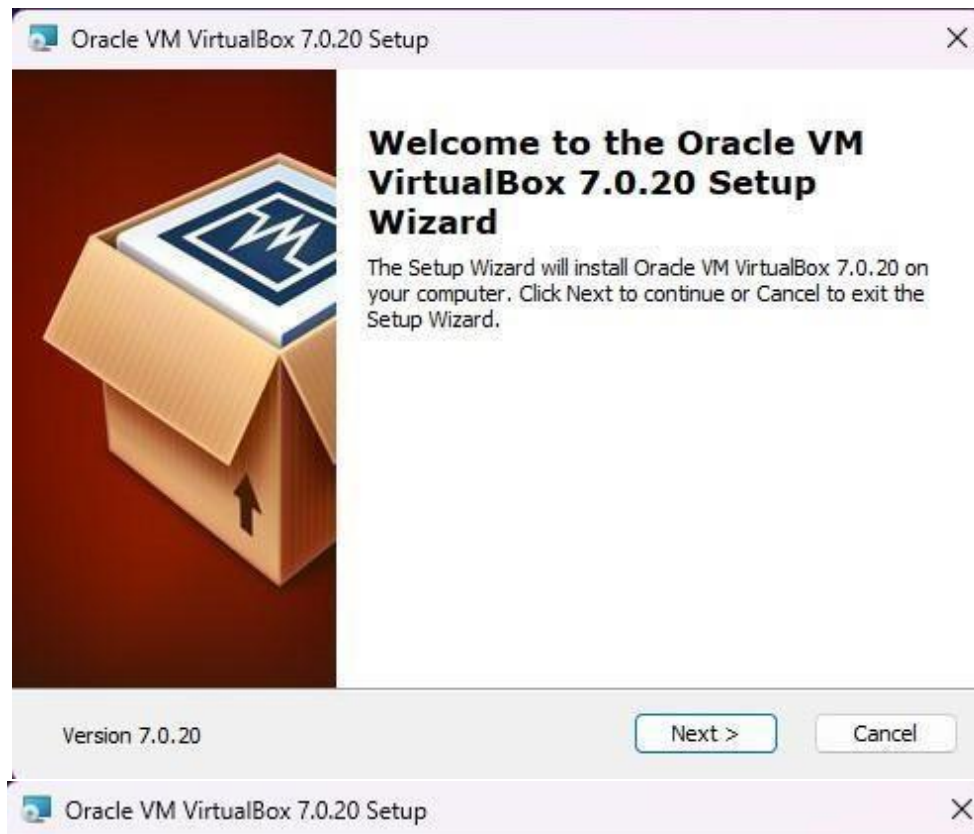 Oracle VM VirtualBox 7.0.20 Setup
Welcome to the Oracle VM
VirtualBox 7.0.20 Setup
Wizard
The Setup Wizard will install Oracle VM VirtualBox 7.0.20 on
your computer. Click Next to continue or Cancel to exit the
Setup Wizard.
Version 7.0.20
Next >
Cancel
Oracle VM VirtualBox 7.0.20 Setup